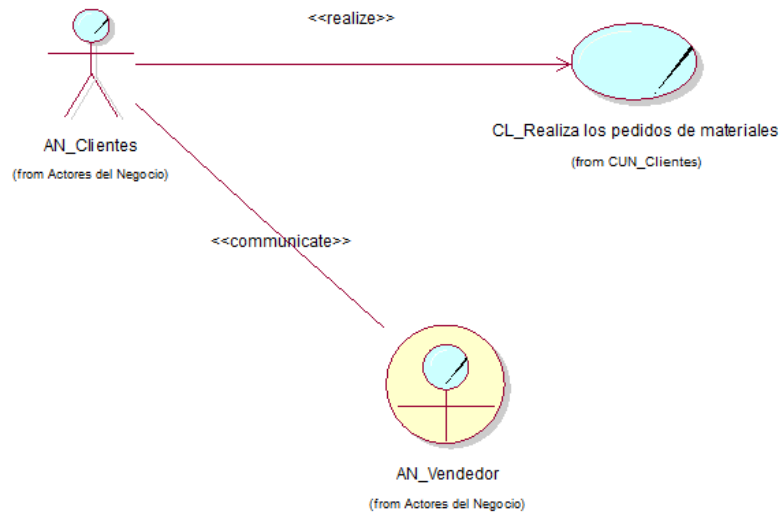 <<realize>>
AN_Clientes
(from Actores del Negocio)
CL_Realiza los pedidos de materiales
(from CUN_Clientes)
<<communicate>>
AN_Vendedor
(from Actores del Negocio)